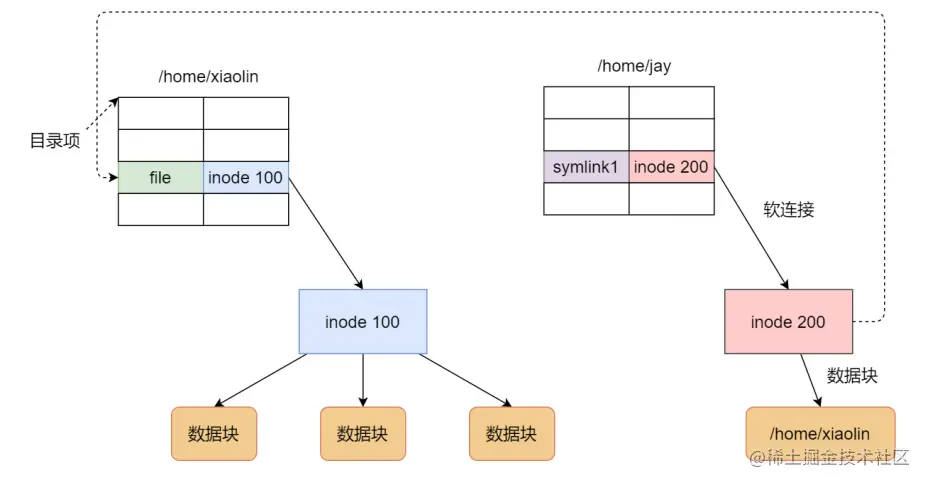 /home/xiaolin
/home/jay
目录项
file
inode 100
symlink1
inode 200
软连接
inode 100
inode 200
数据块
数据块
数据块
数据块
/home/xiaolin
@稀土掘金技术社区